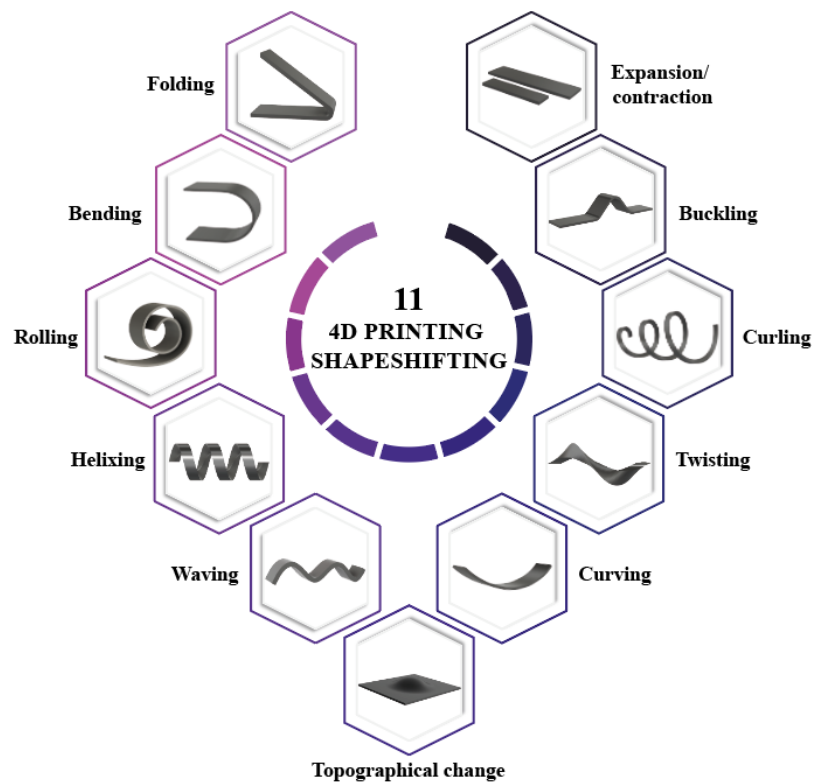 Folding
Expansion/
contraction
Bending
Buckling
11
4D PRINTING
SHAPESHIFTING
Rolling
Curling
Helixing
Twisting
Waving
Curving
Topographical change